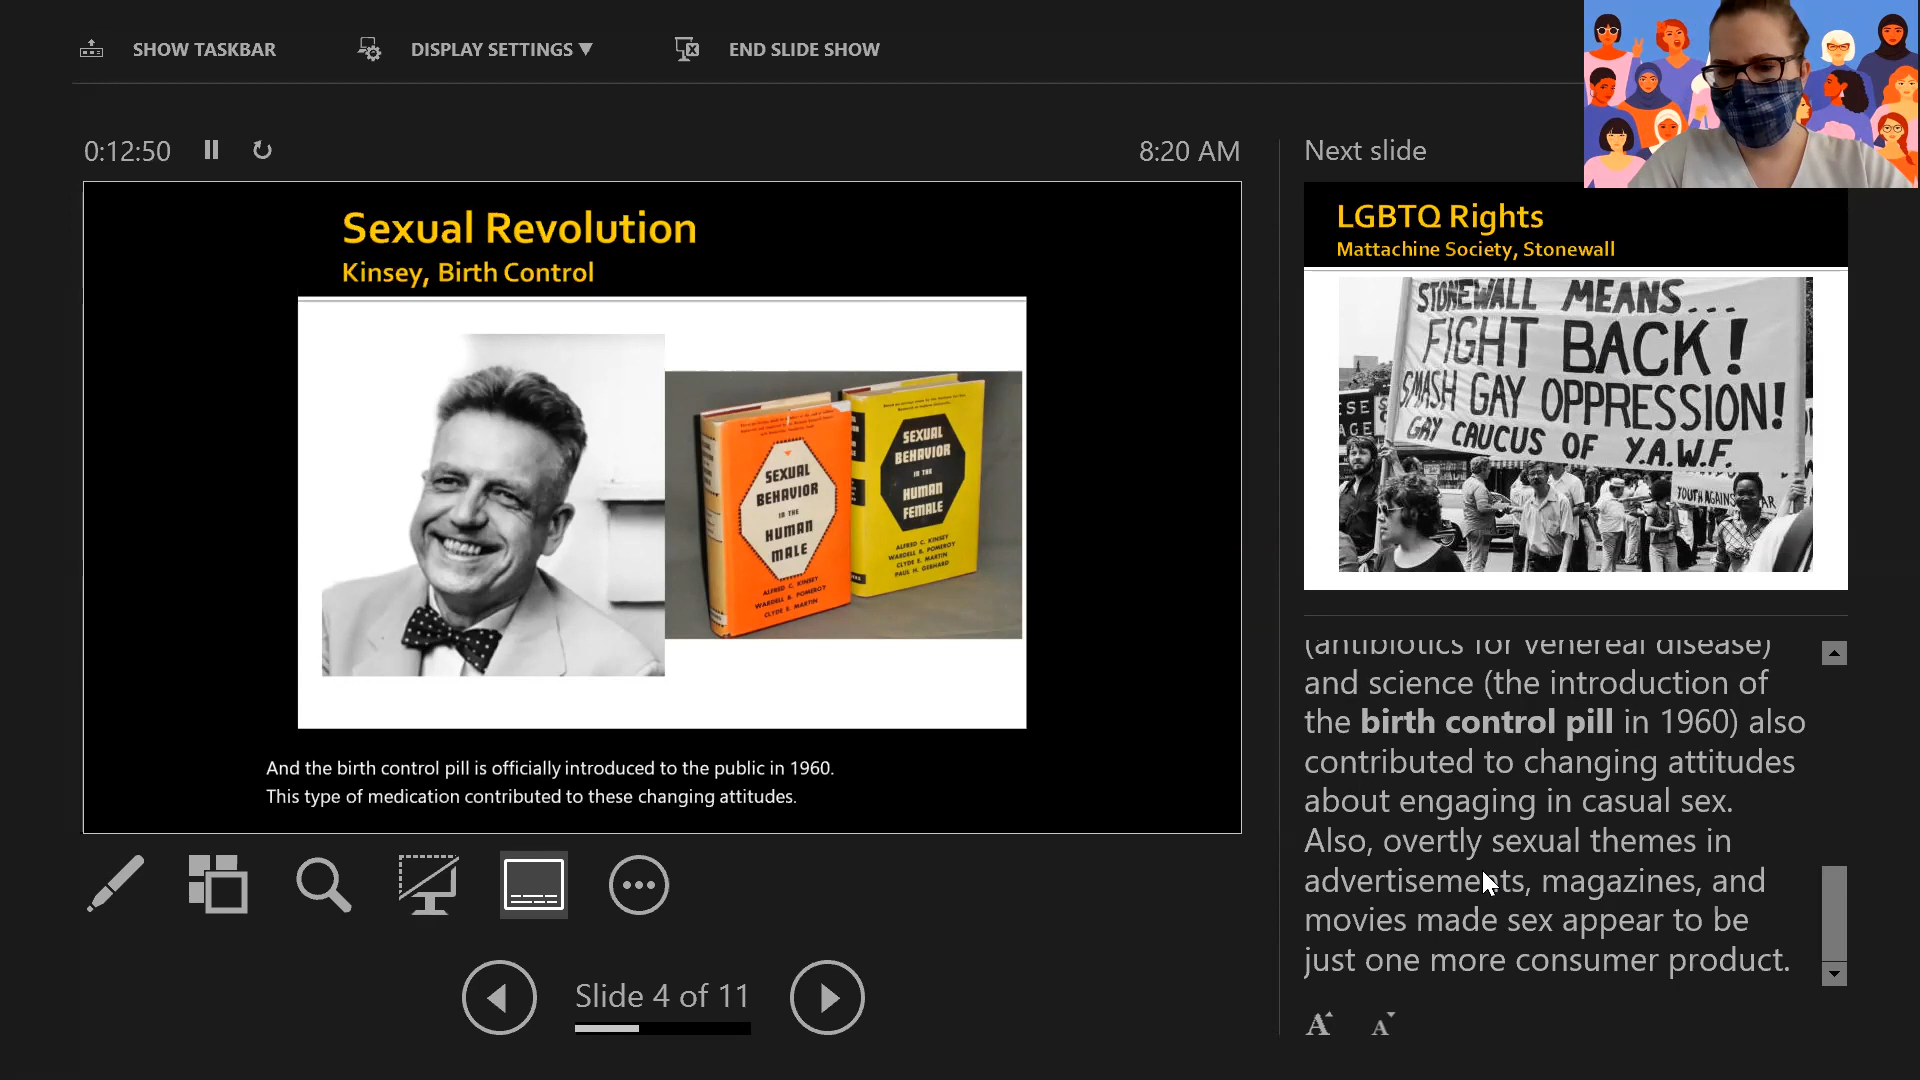 SHOW TASKBAR
DISPLAY SETTINGS ▼
END SLIDE SHOW
0:12:50
8:20 AM
Next slide
Sexual Revolution
Kinsey, Birth Control
SEXUAL
BEHAVIOR
IN THE
HUMAN
MALE
ALFRED C. KINSEY
WARDELL B. POMEROY
CLYDE E. MARTIN
SEXUAL
BEHAVIOR
IN THE
HUMAN
FEMALE
ALFRED C. KINSEY
WARDELL B. POMEROY
CLYDE E. MARTIN
PAUL H. GEBHARD
And the birth control pill is officially introduced to the public in 1960.
This type of medication contributed to these changing attitudes.
Slide 4 of 11
LGBTQ Rights
Mattachine Society, Stonewall
STONEWALL MEANS...
FIGHT BACK!
SMASH GAY OPPRESSION!
GAY CAUCUS OF Y.A.W.F.
YOUTH AGAINST
(antibiotics for venereal disease)
and science (the introduction of
the birth control pill in 1960) also
contributed to changing attitudes
about engaging in casual sex.
Also, overtly sexual themes in
advertisements, magazines, and
movies made sex appear to be
just one more consumer product.
A A